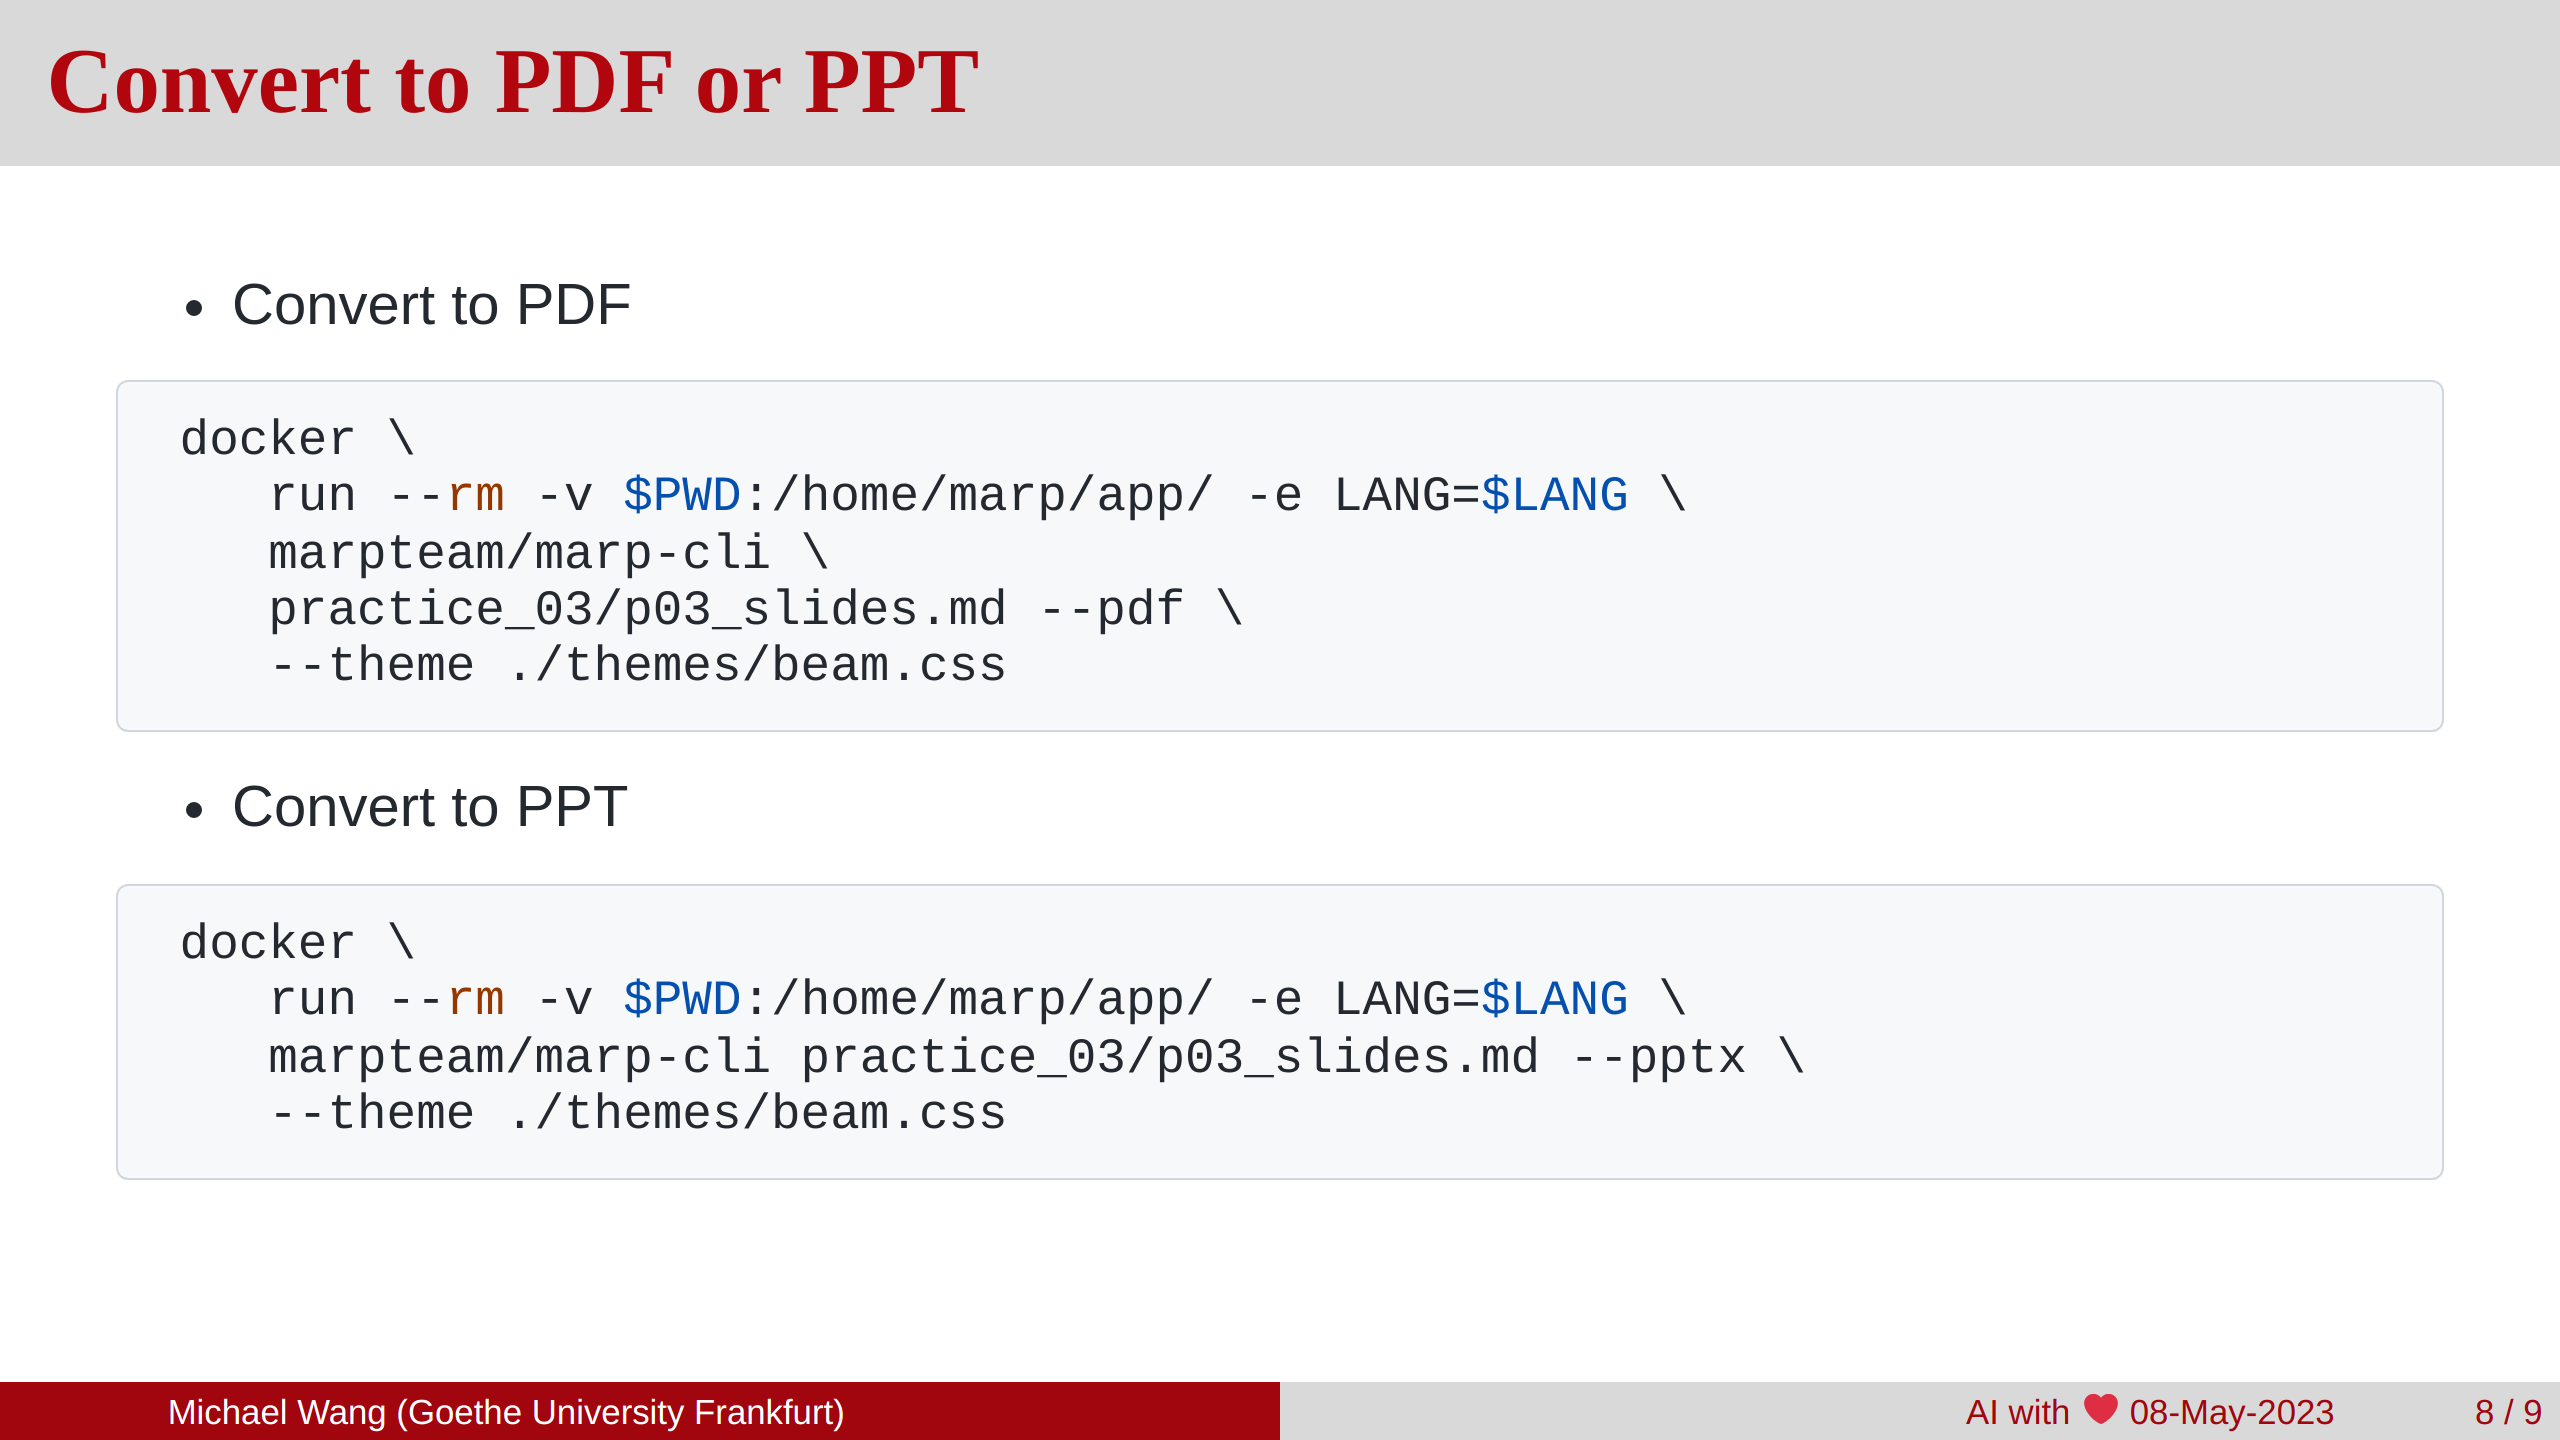 Convert to PDF or PPT
• Convert to PDF
docker \
   run --rm -v $PWD:/home/marp/app/ -e LANG=$LANG \
   marpteam/marp-cli \
   practice_03/p03_slides.md --pdf \
   --theme ./themes/beam.css
• Convert to PPT
docker \
   run --rm -v $PWD:/home/marp/app/ -e LANG=$LANG \
   marpteam/marp-cli practice_03/p03_slides.md --pptx \
   --theme ./themes/beam.css
Michael Wang (Goethe University Frankfurt)
AI with ❤️ 08-May-2023
8 / 9